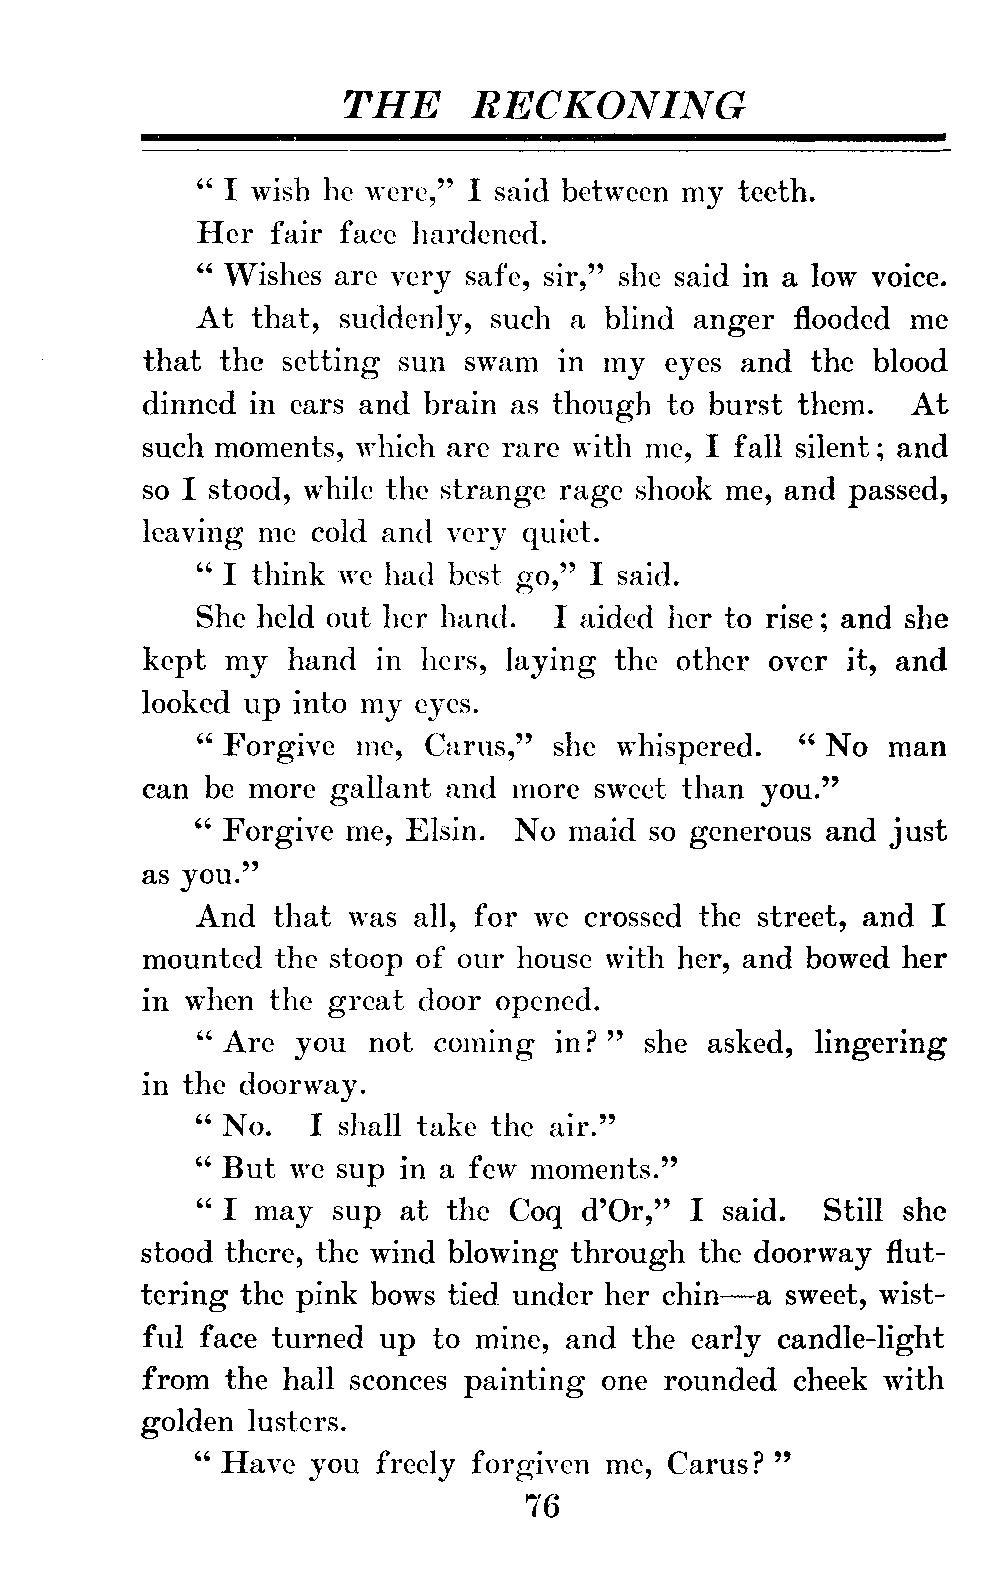 THE RECKONING
“ I wish he were,” I said between my teeth.
Her fair face hardened.
“ Wishes are very safe, sir,” she said in a low voice.
At that, suddenly, such a blind anger flooded me
that the setting sun swam in my eyes and the blood
dinned in ears and brain as though to burst them. At
such moments, which are rare with me, I fall silent; and
so I stood, while the strange rage shook me, and passed,
leaving me cold and very quiet.
“ I think we had best go,” I said.
She held out her hand. I aided her to rise; and she
kept my hand in hers, laying the other over it, and
looked up into my eyes.
“ Forgive me, Carus,” she whispered. “ No man
can be more gallant and more sweet than you.”
“ Forgive me, Elsin. No maid so generous and just
as you.”
And that was all, for we crossed the street, and I
mounted the stoop of our house with her, and bowed her
in when the great door opened.
“ Are you not coming in? ” she asked, lingering
in the doorway.
“ No. I shall take the air.”
“ But we sup in a few moments.”
“ I may sup at the Coq d’Or,” I said. Still she
stood there, the wind blowing through the doorway flut-
tering the pink bows tied under her chin—a sweet, wist-
ful face turned up to mine, and the early candle-light
from the hall sconces painting one rounded cheek with
golden lusters.
“ Have you freely forgiven me, Carus? ”
76